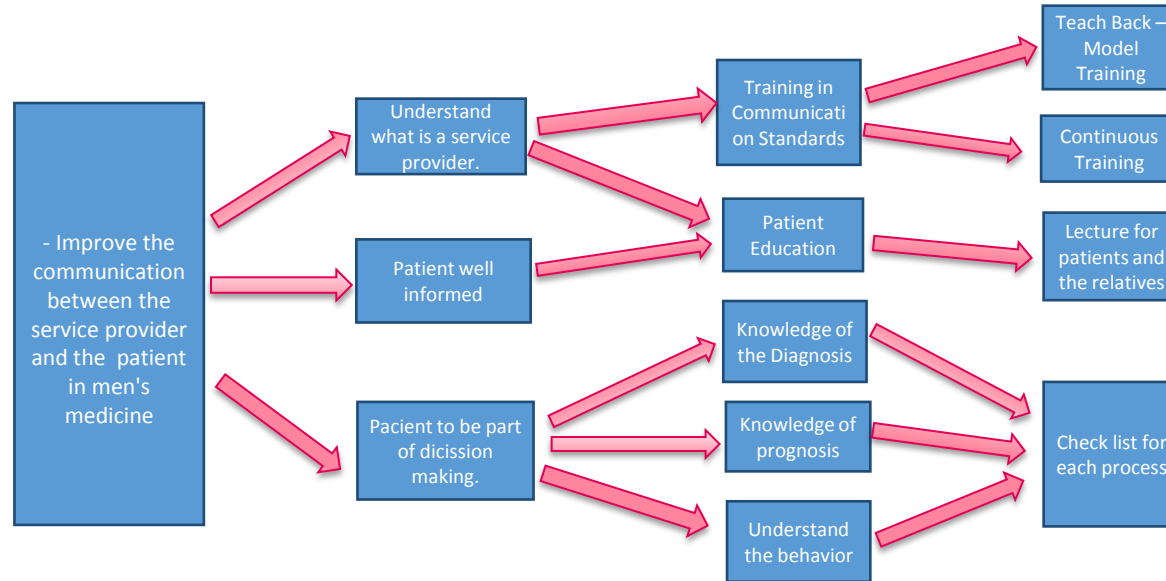 - Improve the
communication
between the
service provider
and the  patient
in men's
medicine
Understand
what is a service
provider.
Patient well
informed
Pacient to be part
of dicission
making.
Training in
Communicati
on Standards
Patient
Education
Knowledge of
the Diagnosis
Knowledge of
prognosis
Understand
the behavior
Teach Back –
Model
Training
Continuous
Training
Lecture for
patients and
the relatives
Check list for
each process